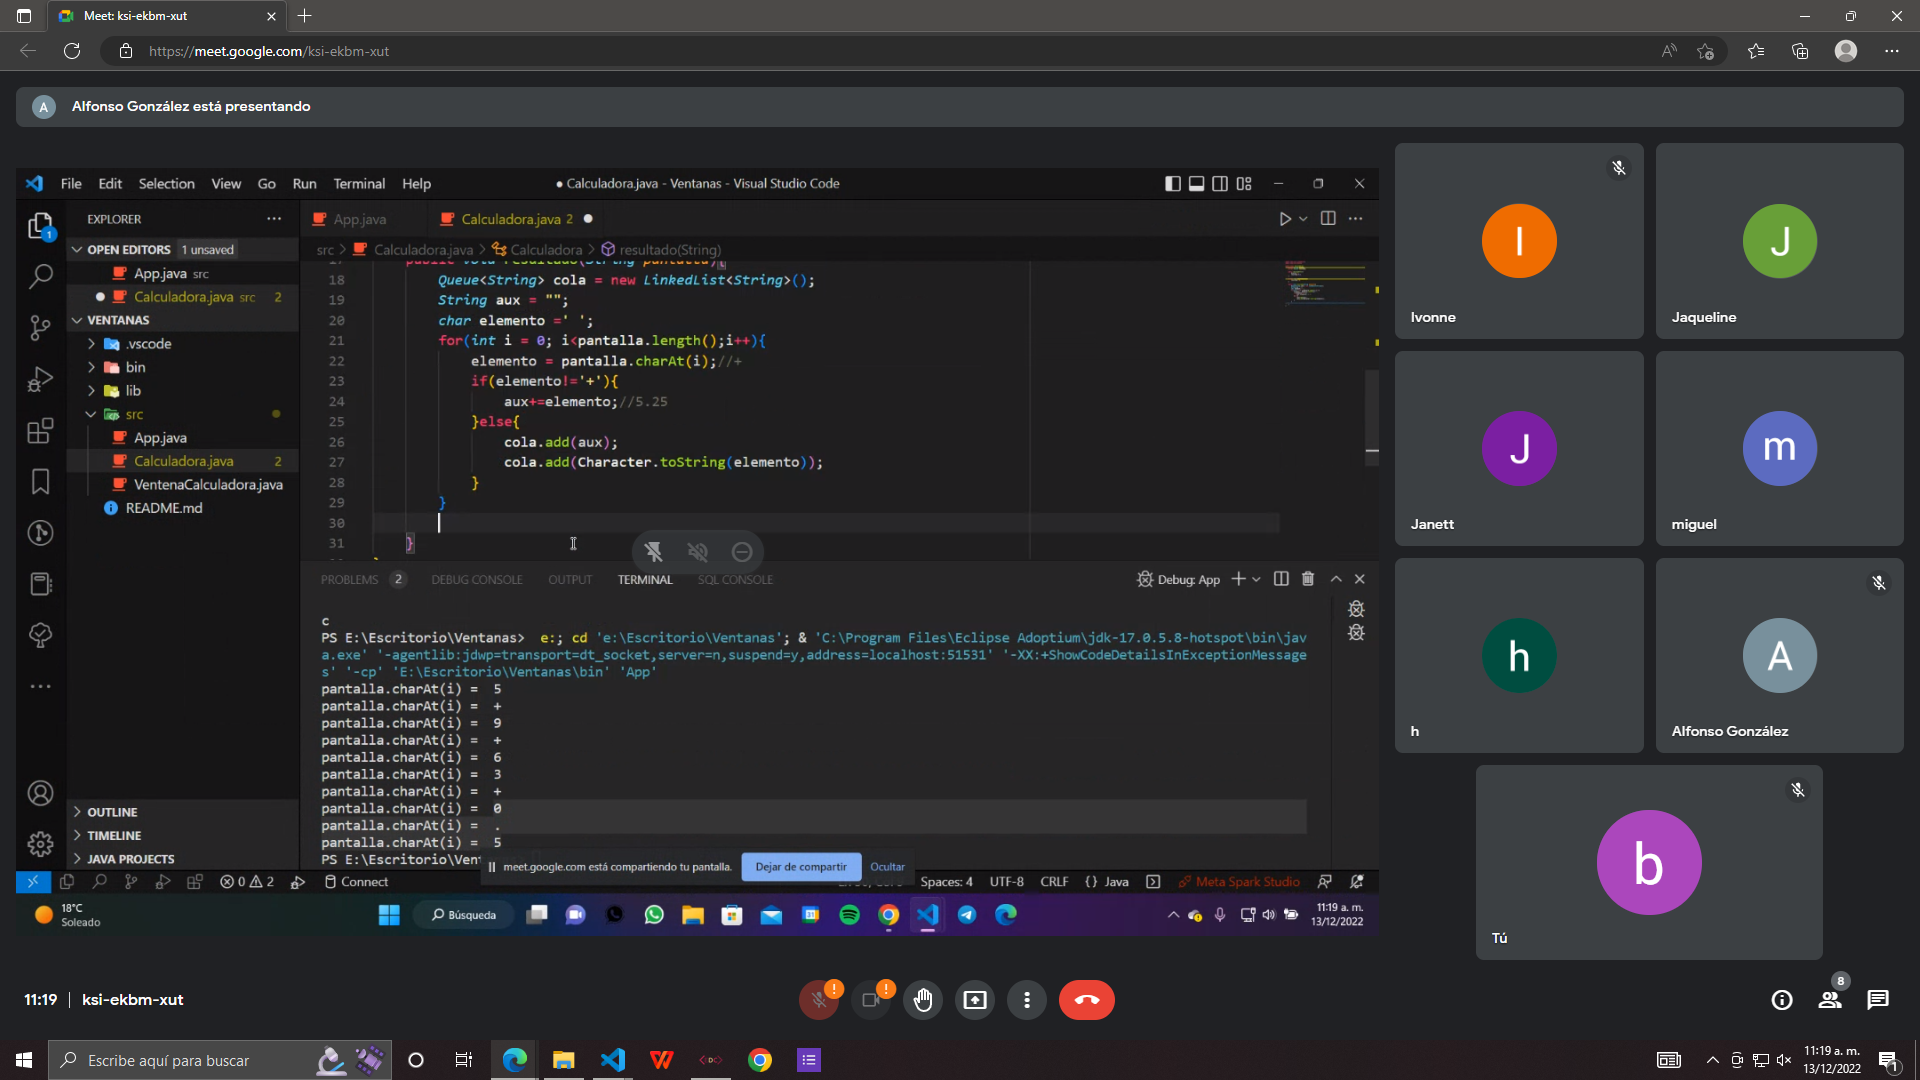 Meet: ksi-ekbm-xut
https://meet.google.com/ksi-ekbm-xut
A Alfonso González está presentando
File Edit Selection View Go Run Terminal Help
● Calculadora.java - Ventanas - Visual Studio Code
EXPLORER
App.java
Calculadora.java 2
OPEN EDITORS 1 unsaved
src > Calculadora.java > Calculadora > resultado(String)
App.java src
Calculadora.java src 2
VENTANAS
.vscode
bin
lib
src
App.java
Calculadora.java 2
VentenaCalculadora.java
README.md
OUTLINE
TIMELINE
JAVA PROJECTS
public void resultado(String pantalla){
18 Queue<String> cola = new LinkedList<String>();
19 String aux = "";
20 char elemento =' ';
21 for(int i = 0; i<pantalla.length();i++){
22 elemento = pantalla.charAt(i);//+
23 if(elemento!='+'){
24 aux+=elemento;//5.25
25 }else{
26 cola.add(aux);
27 cola.add(Character.toString(elemento));
28 }
29 }
30
31 }
PROBLEMS 2 DEBUG CONSOLE OUTPUT TERMINAL SQL CONSOLE
Debug: App
c
PS E:\Escritorio\Ventanas> e:; cd 'e:\Escritorio\Ventanas'; & 'C:\Program Files\Eclipse Adoptium\jdk-17.0.5.8-hotspot\bin\jav
a.exe' '-agentlib:jdwp=transport=dt_socket,server=n,suspend=y,address=localhost:51531' '-XX:+ShowCodeDetailsInExceptionMessage
s' '-cp' 'E:\Escritorio\Ventanas\bin' 'App'
pantalla.charAt(i) = 5
pantalla.charAt(i) = +
pantalla.charAt(i) = 9
pantalla.charAt(i) = +
pantalla.charAt(i) = 6
pantalla.charAt(i) = 3
pantalla.charAt(i) = +
pantalla.charAt(i) = 0
pantalla.charAt(i) = .
pantalla.charAt(i) = 5
PS E:\Escritorio\Ven
meet.google.com está compartiendo tu pantalla. Dejar de compartir Ocultar
0 2 Connect
Spaces: 4 UTF-8 CRLF {} Java Meta Spark Studio
18°C
Soleado
Búsqueda
11:19 a. m.
13/12/2022
I
Ivonne
J
Jaqueline
J
Janett
m
miguel
h
h
A
Alfonso González
b
Tú
11:19 | ksi-ekbm-xut
8
Escribe aquí para buscar
11:19 a. m.
13/12/2022
1